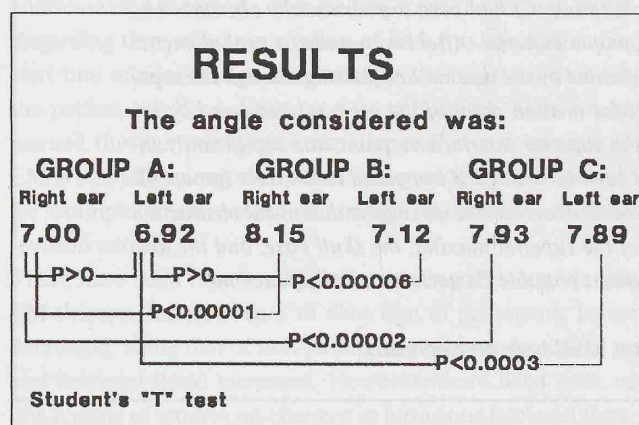 RESULTS
The angle considered was:
GROUP A: GROUP B: GROUP C:
Right ear Left ear Right ear Left ear Right ear Left ear
7.00 6.92 8.15 7.12 7.93 7.89
P>0 P>0 P<0.00006
P<0.00001
P<0.00002
P<0.0003
Student's "T" test